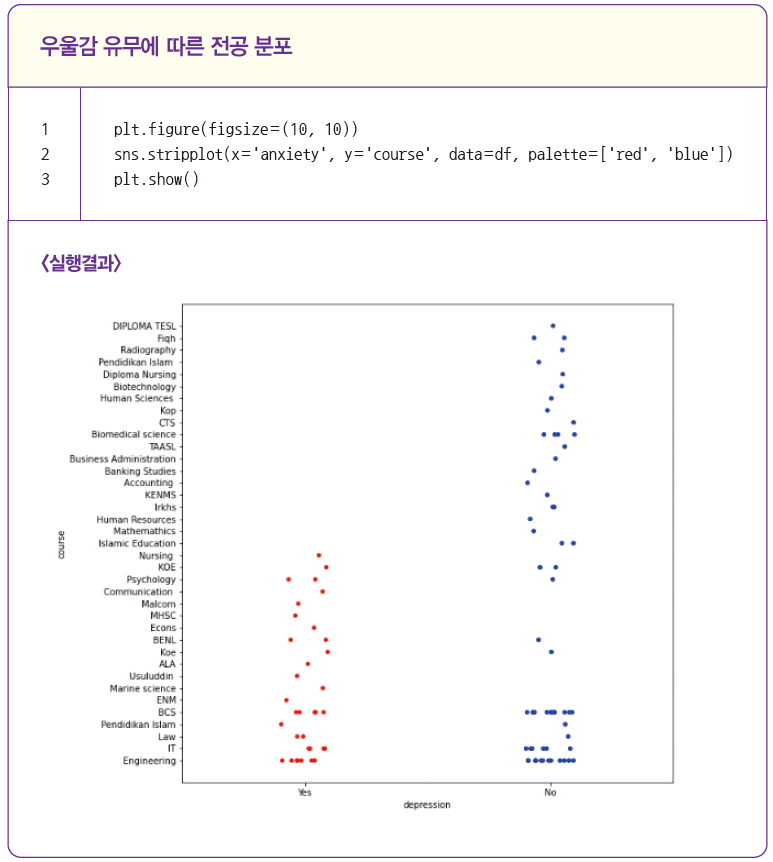 우울감 유무에 따른 전공 분포
1 plt.figure(figsize=(10, 10))
2 sns.stripplot(x='anxiety', y='course', data=df, palette=['red', 'blue'])
3 plt.show()
<실행결과>
DIPLOMA TESL
Fiqh
Radiography
Pendidikan Islam
Diploma Nursing
Biotechnology
Human Sciences
Kop
CTS
Biomedical science
TAASL
Business Administration
Banking Studies
Accounting
KENMS
Irkhs
Human Resources
Mathemathics
Islamic Education
Nursing
KOE
Psychology
Communication
Malcom
MHSC
Econs
BENL
Koe
ALA
Usuluddin
Marine science
ENM
BCS
Pendidikan Islam
Law
IT
Engineering
course
Yes No
depression